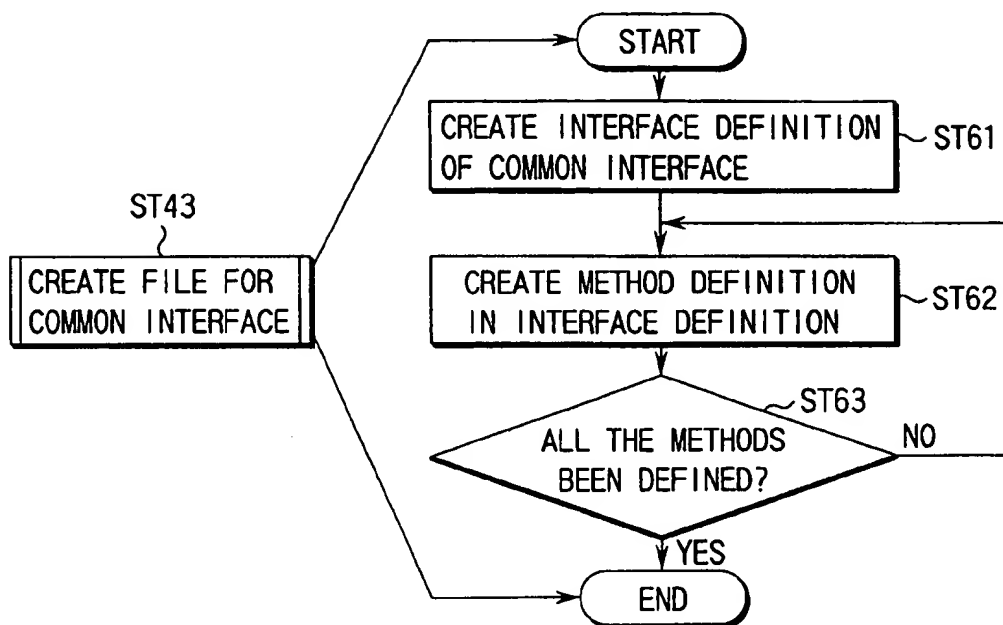 START
CREATE INTERFACE DEFINITION
OF COMMON INTERFACE
ST61
ST43
CREATE FILE FOR
COMMON INTERFACE
CREATE METHOD DEFINITION
IN INTERFACE DEFINITION
ST62
ST63
ALL THE METHODS
BEEN DEFINED?
NO
YES
END